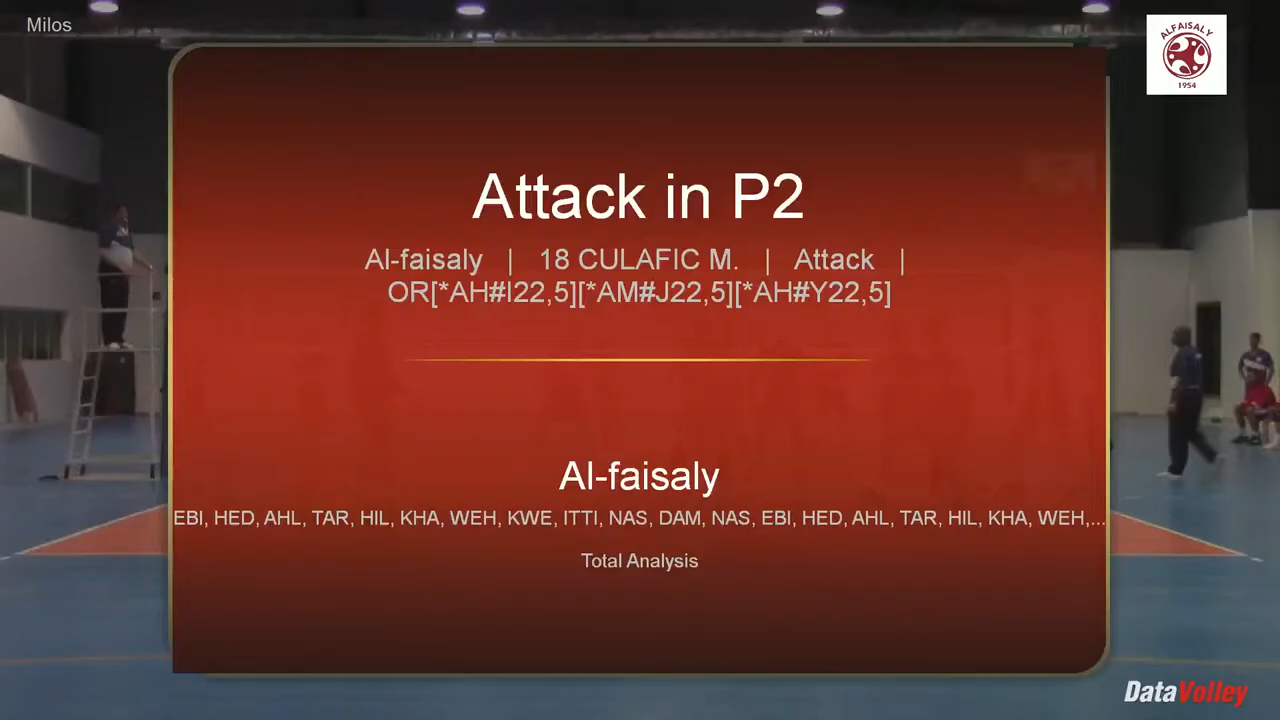 Milos
ALFAISALY
1954
Attack in P2
Al-faisaly | 18 CULAFIC M. | Attack |
OR[*AH#I22,5][*AM#J22,5][*AH#Y22,5]
Al-faisaly
EBI, HED, AHL, TAR, HIL, KHA, WEH, KWE, ITTI, NAS, DAM, NAS, EBI, HED, AHL, TAR, HIL, KHA, WEH,...
Total Analysis
DataVolley